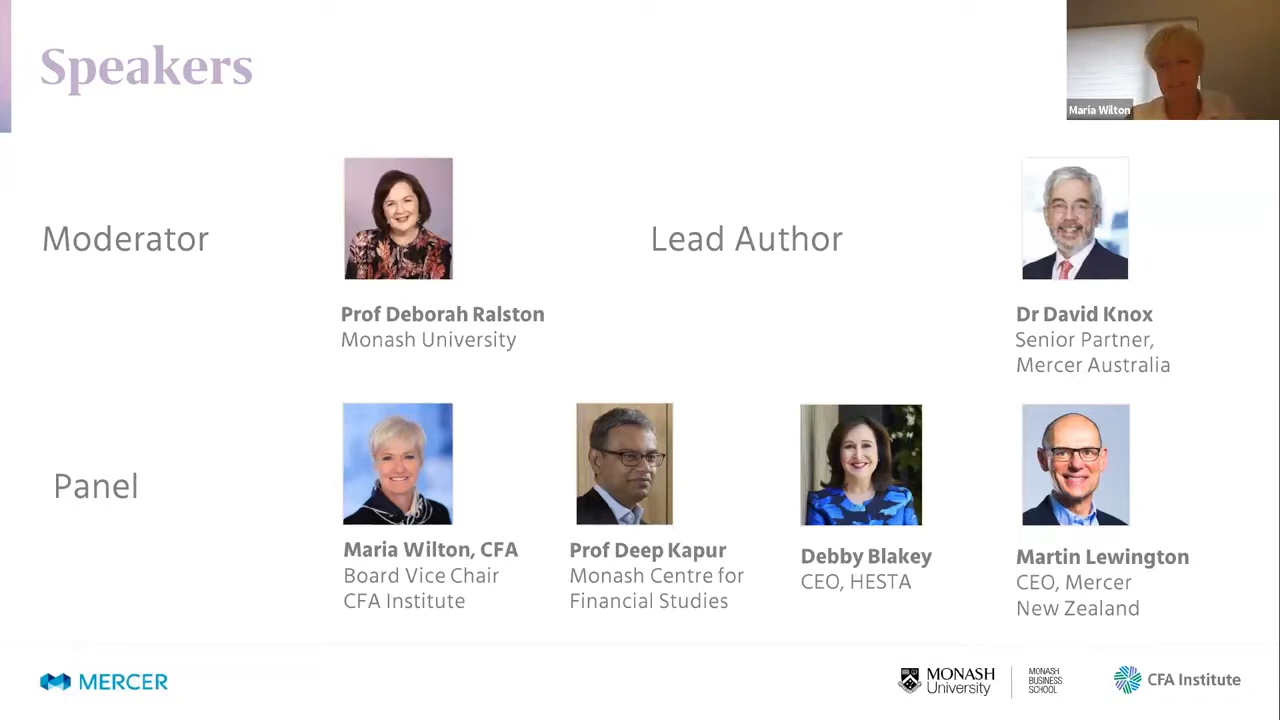 Speakers
Maria Wilton
Moderator
Prof Deborah Ralston
Monash University
Lead Author
Dr David Knox
Senior Partner,
Mercer Australia
Panel
Maria Wilton, CFA
Board Vice Chair
CFA Institute
Prof Deep Kapur
Monash Centre for
Financial Studies
Debby Blakey
CEO, HESTA
Martin Lewington
CEO, Mercer
New Zealand
MERCER
MONASH
University
MONASH
BUSINESS
SCHOOL
CFA Institute